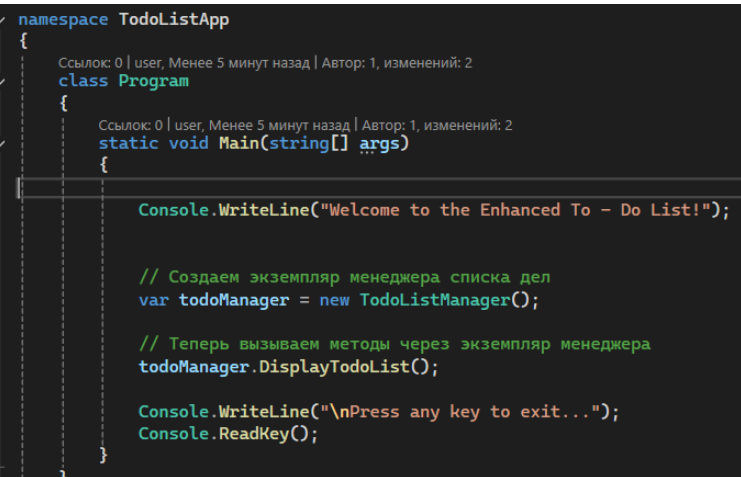 namespace TodoListApp
{
Ссылок: 0 | user, Менее 5 минут назад | Автор: 1, изменений: 2
class Program
{
Ссылок: 0 | user, Менее 5 минут назад | Автор: 1, изменений: 2
static void Main(string[] args)
{
Console.WriteLine("Welcome to the Enhanced To - Do List!");
// Создаем экземпляр менеджера списка дел
var todoManager = new TodoListManager();
// Теперь вызываем методы через экземпляр менеджера
todoManager.DisplayTodoList();
Console.WriteLine("\nPress any key to exit...");
Console.ReadKey();
}
}